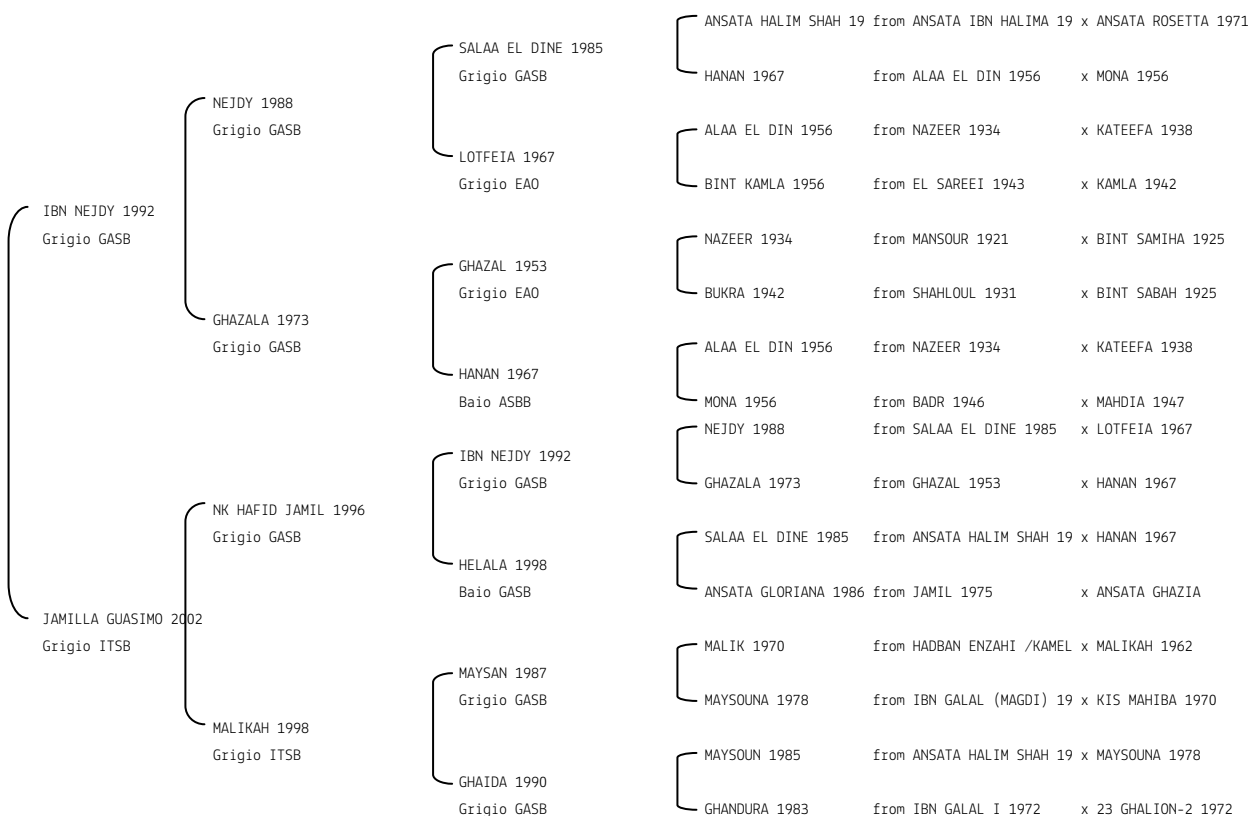 ANSATA HALIM SHAH 19 from ANSATA IBN HALIMA 19 x ANSATA ROSETTA 1971
SALAA EL DINE 1985
Grigio GASB
HANAN 1967 from ALAA EL DIN 1956 x MONA 1956
NEJDY 1988
Grigio GASB
ALAA EL DIN 1956 from NAZEER 1934 x KATEEFA 1938
LOTFEIA 1967
Grigio EAO
BINT KAMLA 1956 from EL SAREEI 1943 x KAMLA 1942
IBN NEJDY 1992
Grigio GASB
NAZEER 1934 from MANSOUR 1921 x BINT SAMIHA 1925
GHAZAL 1953
Grigio EAO
BUKRA 1942 from SHAHLOUL 1931 x BINT SABAH 1925
GHAZALA 1973
Grigio GASB
ALAA EL DIN 1956 from NAZEER 1934 x KATEEFA 1938
HANAN 1967
Baio ASBB
MONA 1956 from BADR 1946 x MAHDIA 1947
NEJDY 1988 from SALAA EL DINE 1985 x LOTFEIA 1967
IBN NEJDY 1992
Grigio GASB
GHAZALA 1973 from GHAZAL 1953 x HANAN 1967
NK HAFID JAMIL 1996
Grigio GASB
SALAA EL DINE 1985 from ANSATA HALIM SHAH 19 x HANAN 1967
HELALA 1998
Baio GASB
ANSATA GLORIANA 1986 from JAMIL 1975 x ANSATA GHAZIA
JAMILLA GUASIMO 2002
Grigio ITSB
MALIK 1970 from HADBAN ENZAHI /KAMEL x MALIKAH 1962
MAYSAN 1987
Grigio GASB
MAYSOUNA 1978 from IBN GALAL (MAGDI) 19 x KIS MAHIBA 1970
MALIKAH 1998
Grigio ITSB
MAYSOUN 1985 from ANSATA HALIM SHAH 19 x MAYSOUNA 1978
GHAIDA 1990
Grigio GASB
GHANDURA 1983 from IBN GALAL I 1972 x 23 GHALION-2 1972